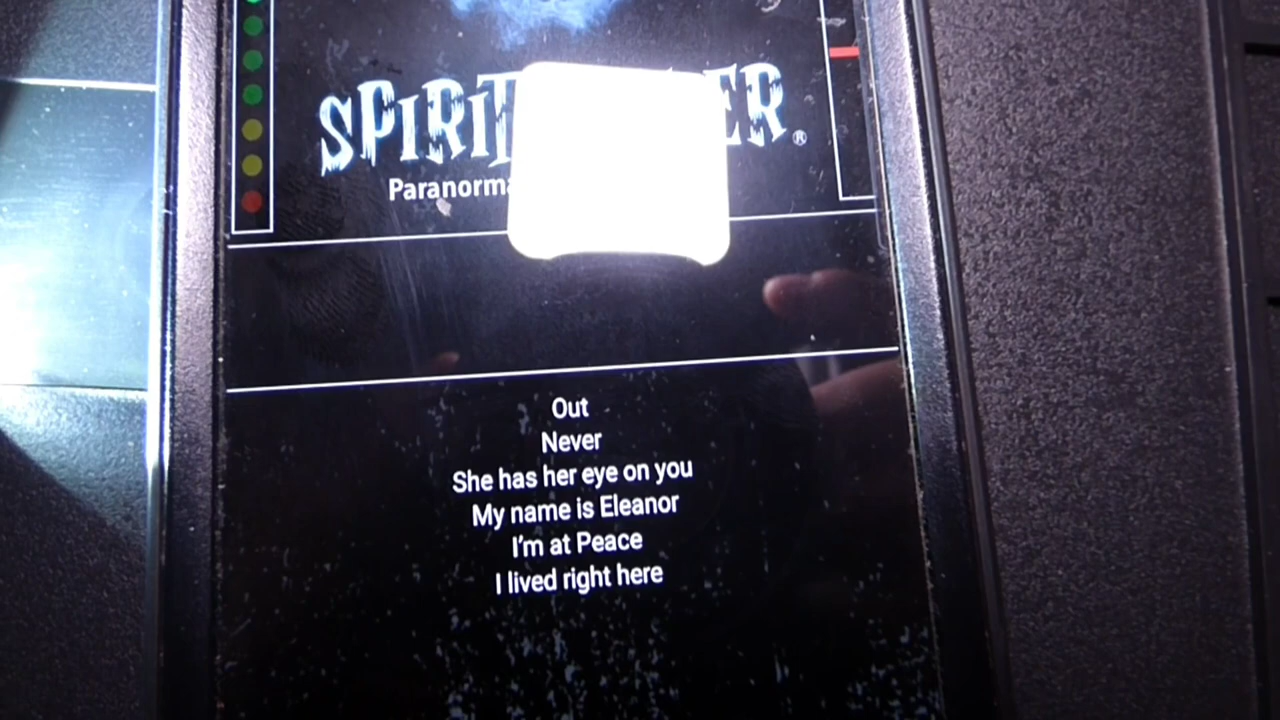 SPIRIT ER ®
Paranorma
Out
Never
She has her eye on you
My name is Eleanor
I'm at Peace
I lived right here